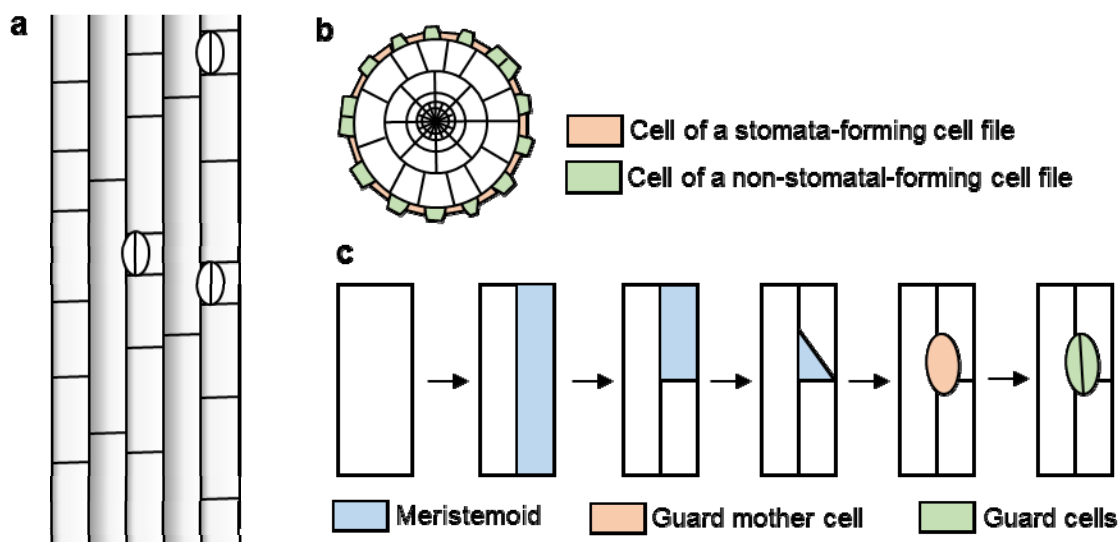 a
b
Cell of a stomata-forming cell file
Cell of a non-stomatal-forming cell file
c
Meristemoid
Guard mother cell
Guard cells